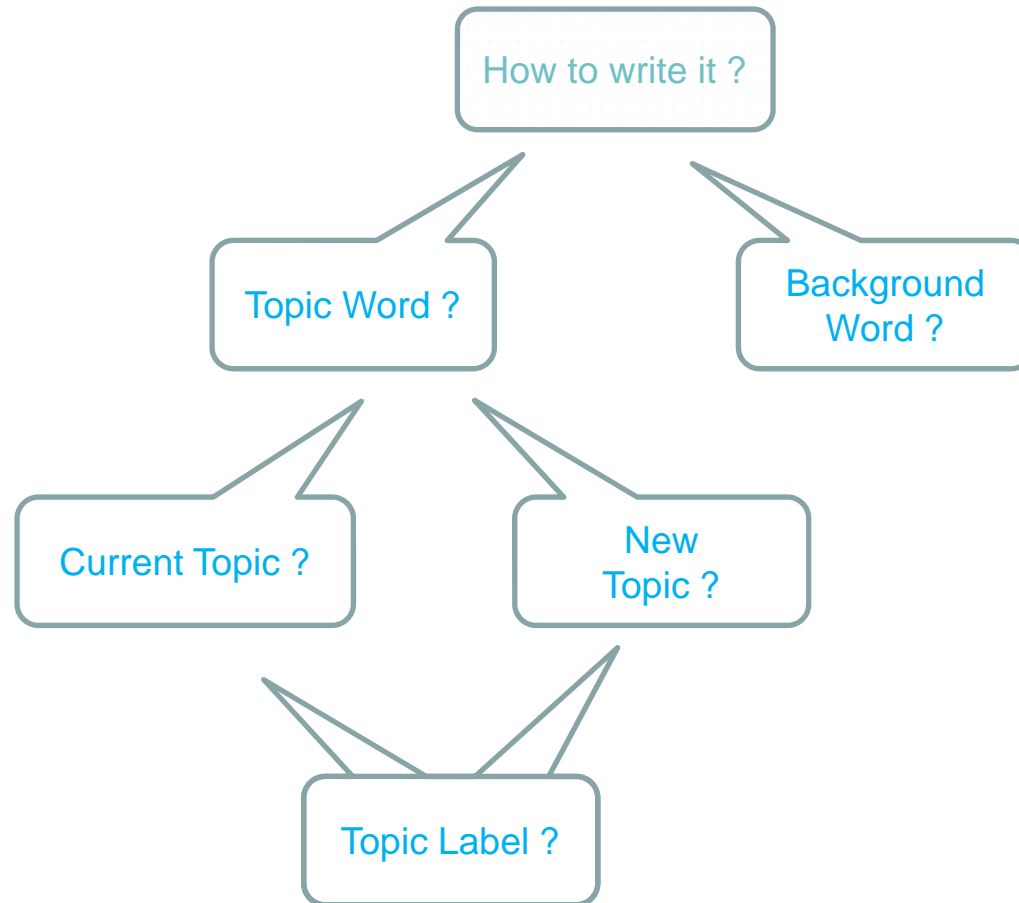 How to write it ?
Topic Word ?
Background
Word ?
Current Topic ?
New
Topic ?
Topic Label ?